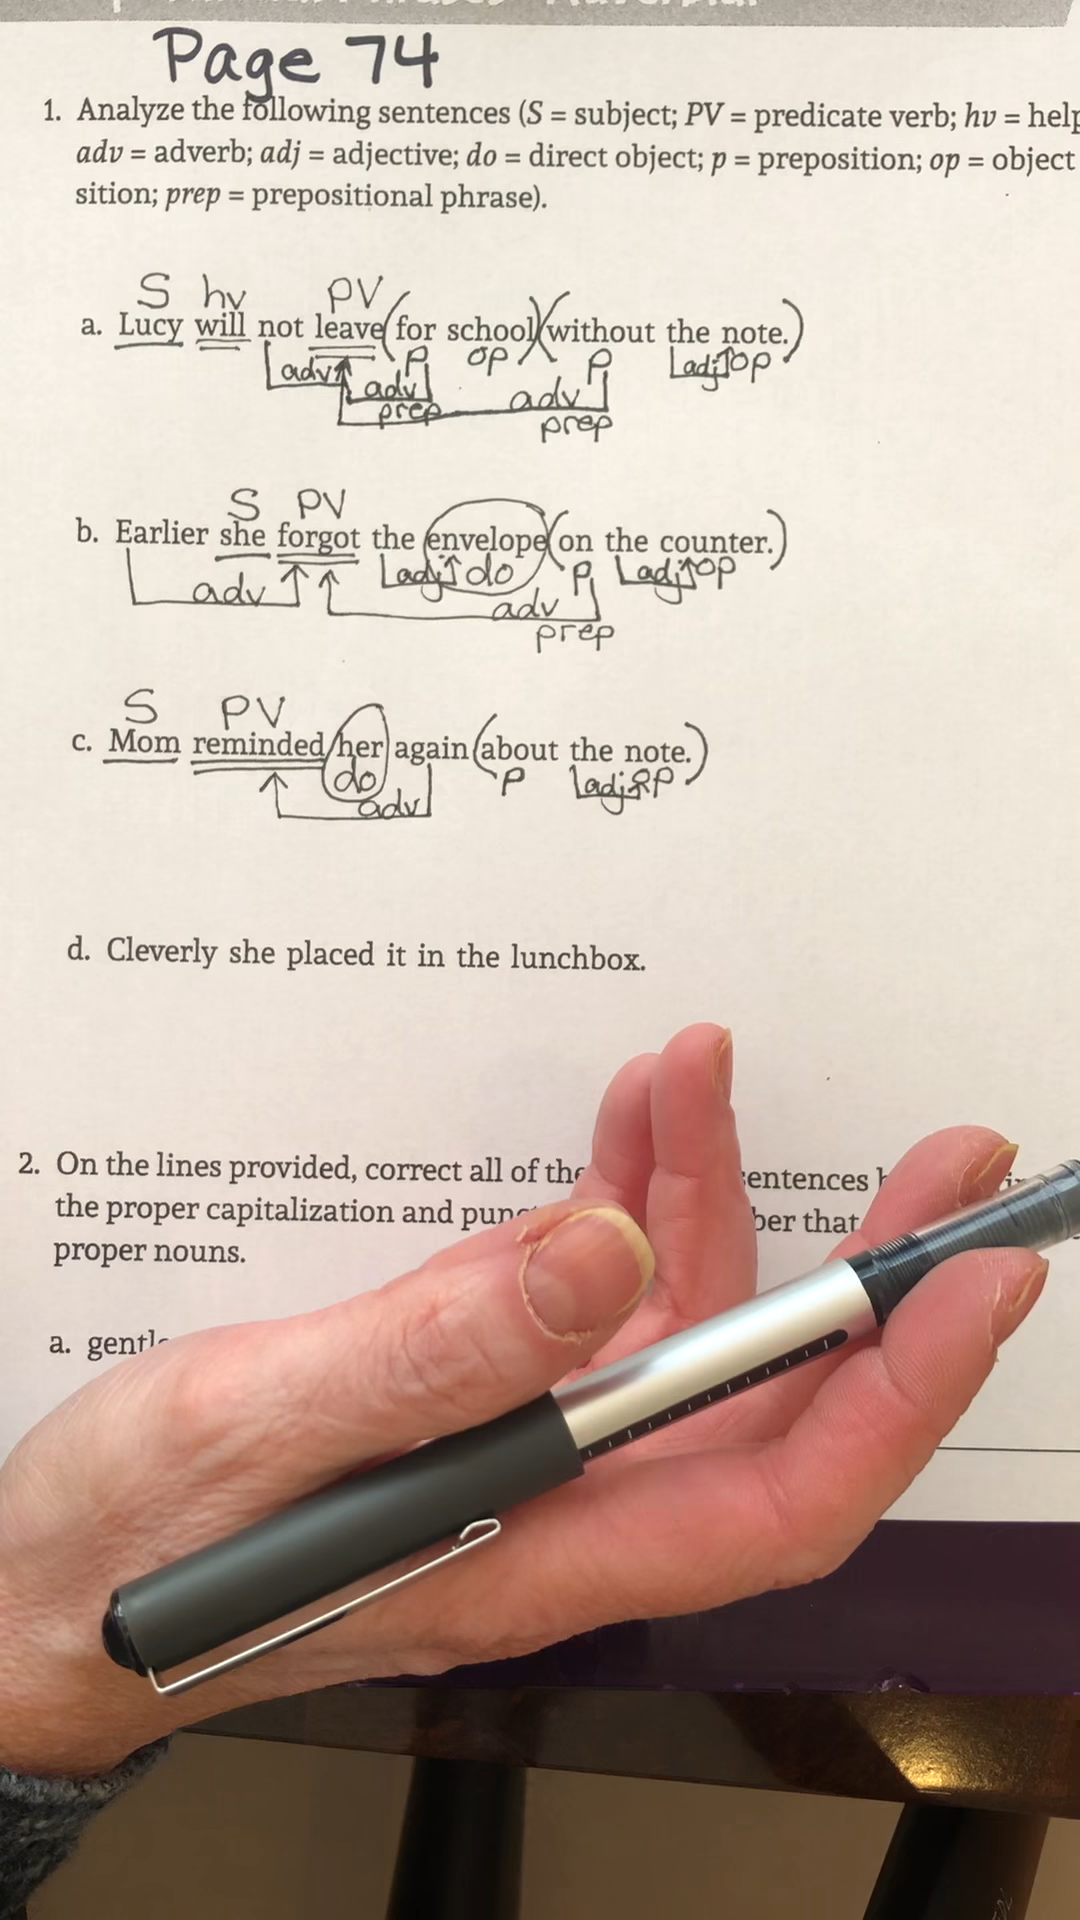 Page 74
1. Analyze the following sentences (S = subject; PV = predicate verb; hv = help
adv = adverb; adj = adjective; do = direct object; p = preposition; op = object
sition; prep = prepositional phrase).
S hv PV
a. Lucy will not leave (for school) (without the note.)
adv p op p adj op
adv adv
prep prep
S PV
b. Earlier she forgot the envelope (on the counter.)
adv adj do p adj op
adv
prep
S PV
c. Mom reminded her again (about the note.)
do p adj op
adv
d. Cleverly she placed it in the lunchbox.
2. On the lines provided, correct all of the entences
the proper capitalization and pun ber that
proper nouns.
a. gentl